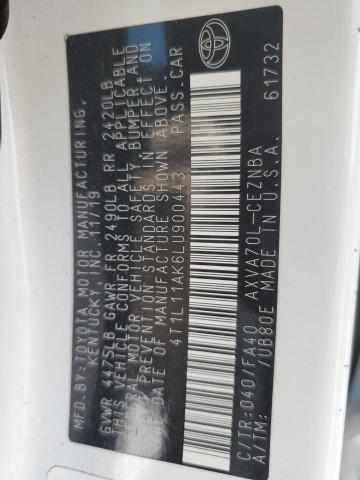 MFD.BY:TOYOTA MOTOR MANUFACTURING,
KENTUCKY, INC. 11/19
GVWR 4475LB GAWR FR 2490LB RR 2420LB
THIS VEHICLE CONFORMS TO ALL APPLICABLE
FEDERAL MOTOR VEHICLE SAFETY, BUMPER AND
THEFT PREVENTION STANDARDS IN EFFECT ON
THE DATE OF MANUFACTURE SHOWN ABOVE.
4T1L11AK6LU900443 PASS.CAR
C/TR:040/FA40 AXVA70L-CEZNBA
A/TM: /UB80E MADE IN U.S.A. 61732